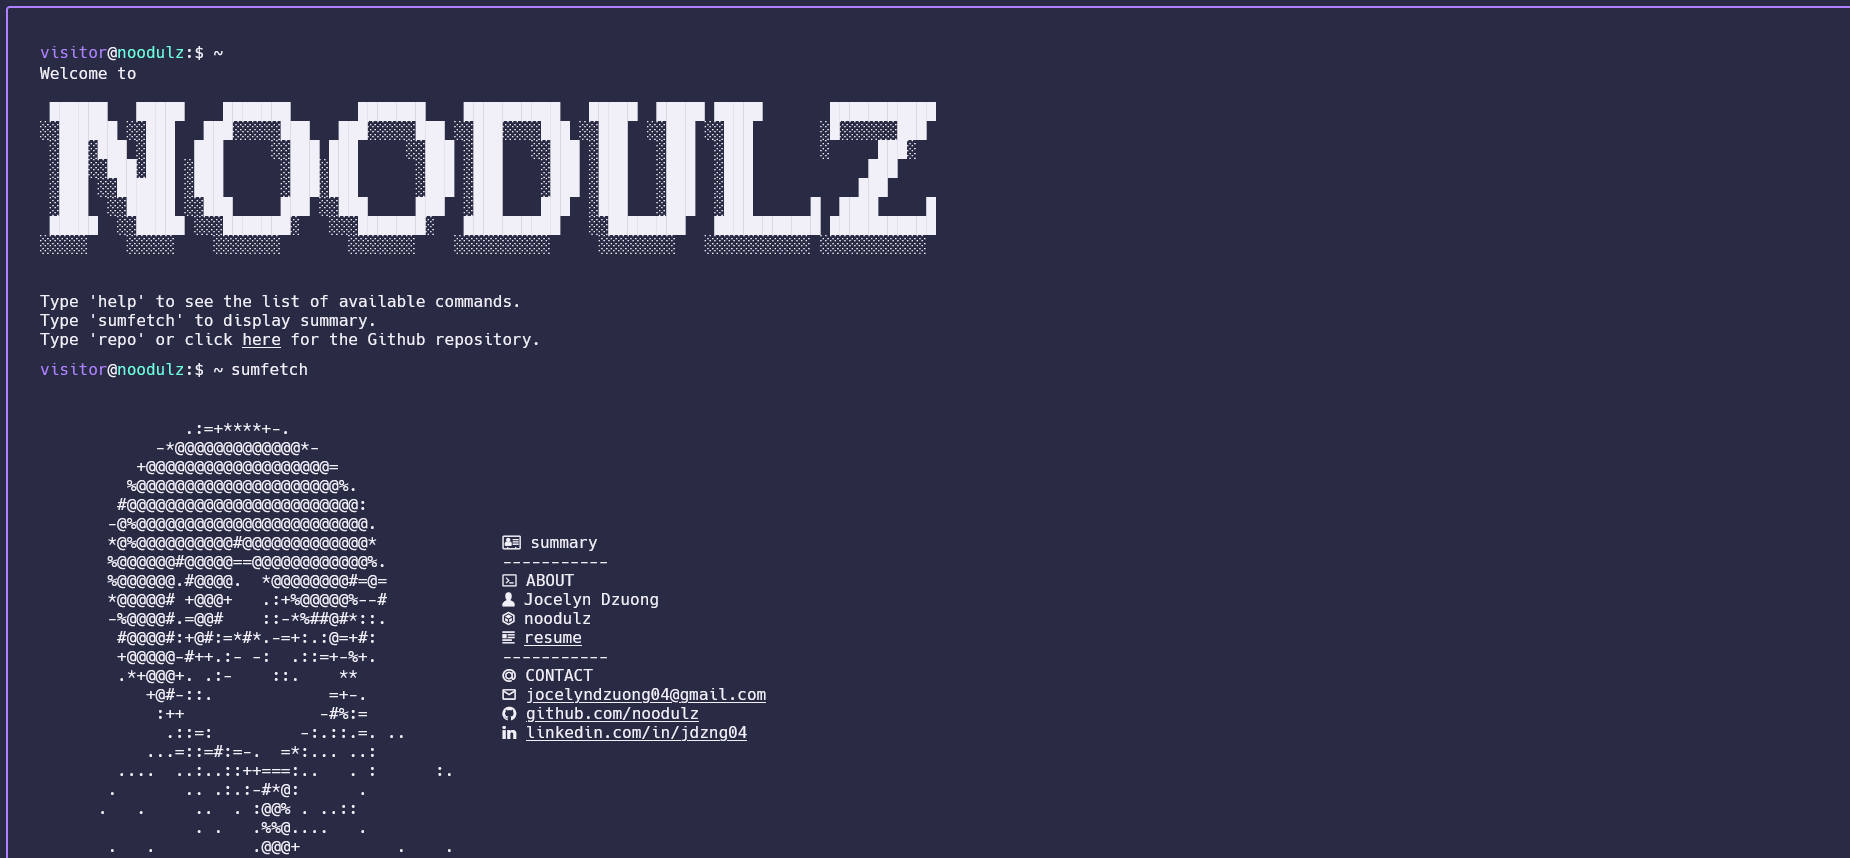 visitor@noodulz:$ ~
Welcome to
NOODULZ
Type 'help' to see the list of available commands.
Type 'sumfetch' to display summary.
Type 'repo' or click here for the Github repository.
visitor@noodulz:$ ~ sumfetch
summary
-----------
ABOUT
Jocelyn Dzuong
noodulz
resume
-----------
CONTACT
jocelyndzuong04@gmail.com
github.com/noodulz
linkedin.com/in/jdzng04